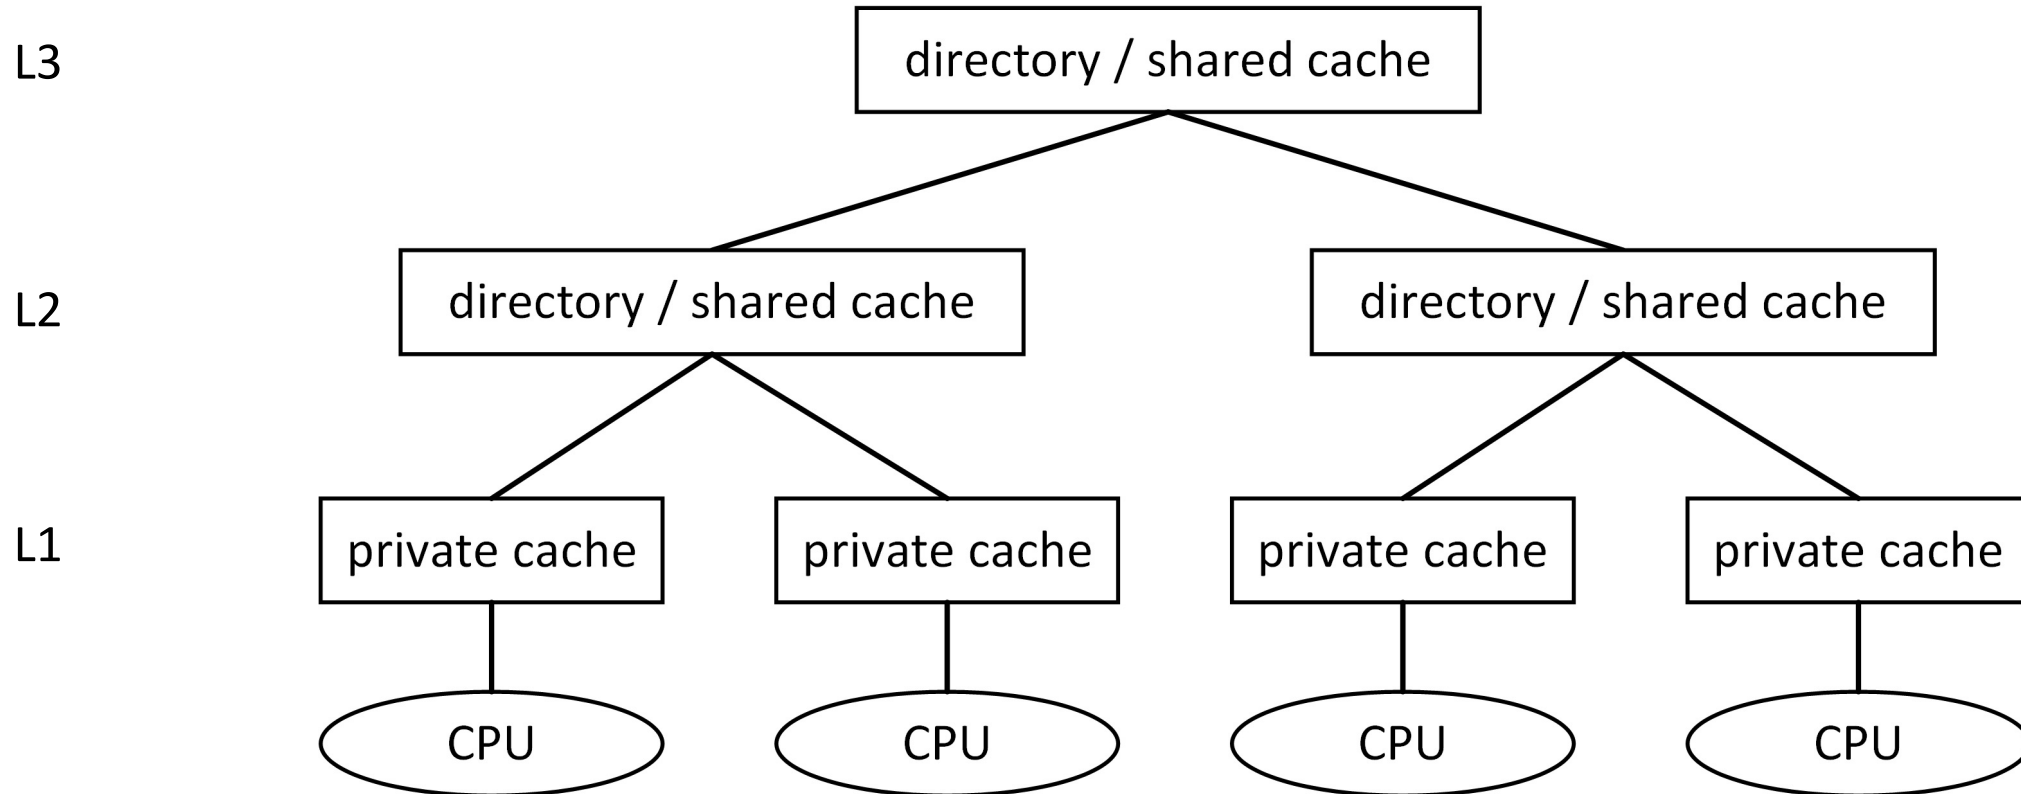 L3
directory / shared cache
L2
directory / shared cache
directory / shared cache
L1
private cache
private cache
private cache
private cache
CPU
CPU
CPU
CPU